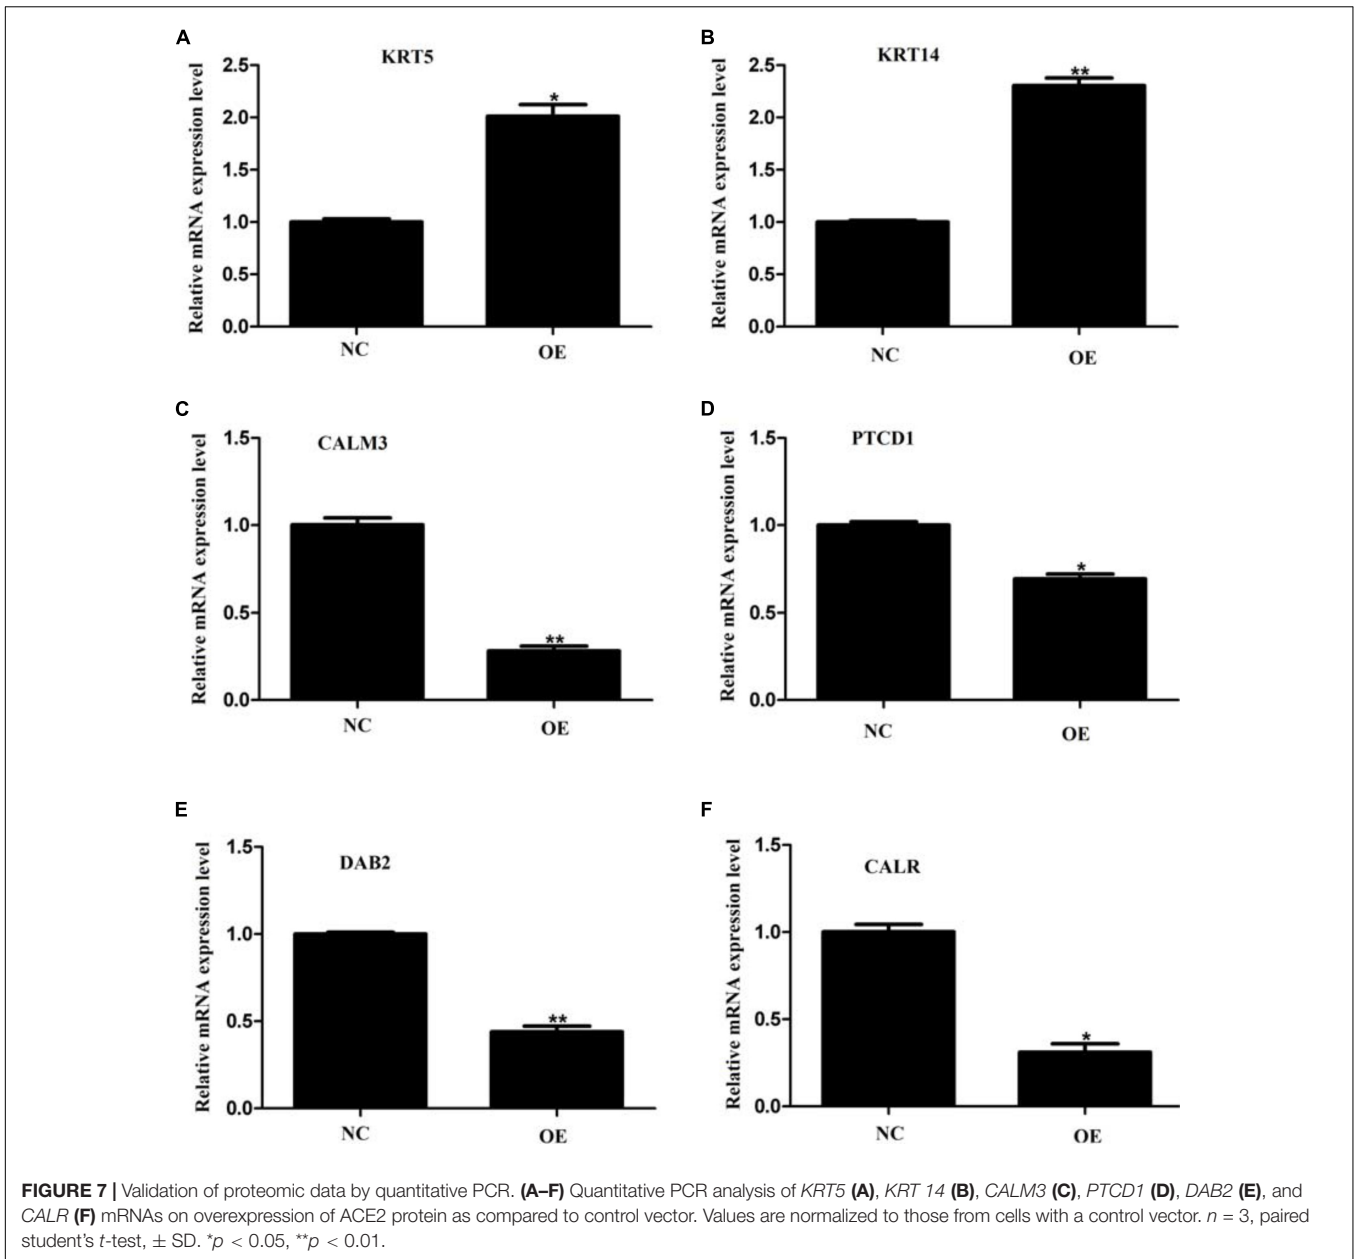 A
KRT5
Relative mRNA expression level
2.5
2.0
1.5
1.0
0.5
0.0
*
NC
OE
B
KRT14
Relative mRNA expression level
2.5
2.0
1.5
1.0
0.5
0.0
**
NC
OE
C
CALM3
Relative mRNA expression level
1.5
1.0
0.5
0.0
**
NC
OE
D
PTCD1
Relative mRNA expression level
1.5
1.0
0.5
0.0
*
NC
OE
E
DAB2
Relative mRNA expression level
1.5
1.0
0.5
0.0
**
NC
OE
F
CALR
Relative mRNA expression level
1.5
1.0
0.5
0.0
*
NC
OE
FIGURE 7 | Validation of proteomic data by quantitative PCR. (A–F) Quantitative PCR analysis of KRT5 (A), KRT 14 (B), CALM3 (C), PTCD1 (D), DAB2 (E), and
CALR (F) mRNAs on overexpression of ACE2 protein as compared to control vector. Values are normalized to those from cells with a control vector. n = 3, paired
student's t-test, ± SD. *p < 0.05, **p < 0.01.